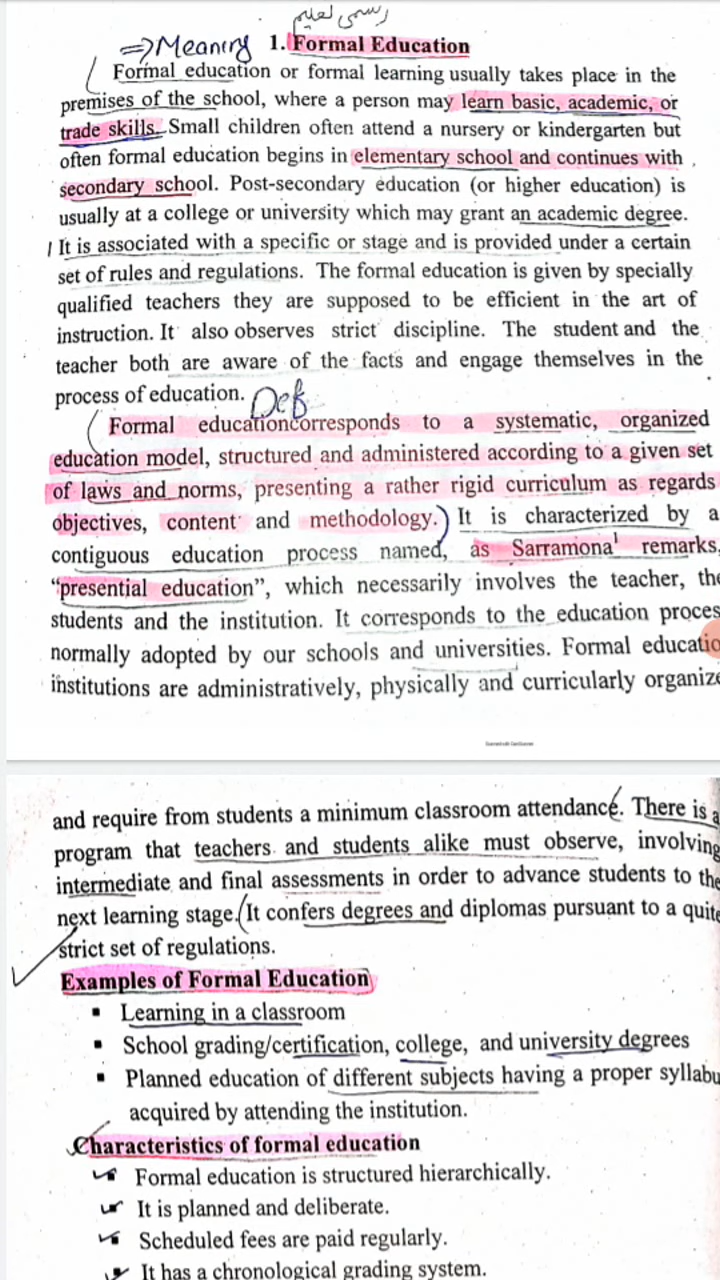 رسمی تعلیم
⇒Meaning 1. Formal Education
Formal education or formal learning usually takes place in the
premises of the school, where a person may learn basic, academic, or
trade skills. Small children often attend a nursery or kindergarten but
often formal education begins in elementary school and continues with
secondary school. Post-secondary education (or higher education) is
usually at a college or university which may grant an academic degree.
It is associated with a specific or stage and is provided under a certain
set of rules and regulations. The formal education is given by specially
qualified teachers they are supposed to be efficient in the art of
instruction. It also observes strict discipline. The student and the
teacher both are aware of the facts and engage themselves in the
process of education. Def
Formal educationcorresponds to a systematic, organized
education model, structured and administered according to a given set
of laws and norms, presenting a rather rigid curriculum as regards
objectives, content and methodology.) It is characterized by a
contiguous education process named, as Sarramona¹ remarks,
“presential education”, which necessarily involves the teacher, the
students and the institution. It corresponds to the education proces
normally adopted by our schools and universities. Formal educatio
institutions are administratively, physically and curricularly organize
Scanned with CamScanner
and require from students a minimum classroom attendance. There is a
program that teachers and students alike must observe, involving
intermediate and final assessments in order to advance students to the
next learning stage.(It confers degrees and diplomas pursuant to a quite
strict set of regulations.
Examples of Formal Education
▪ Learning in a classroom
▪ School grading/certification, college, and university degrees
▪ Planned education of different subjects having a proper syllabu
acquired by attending the institution.
Characteristics of formal education
Formal education is structured hierarchically.
It is planned and deliberate.
Scheduled fees are paid regularly.
It has a chronological grading system.